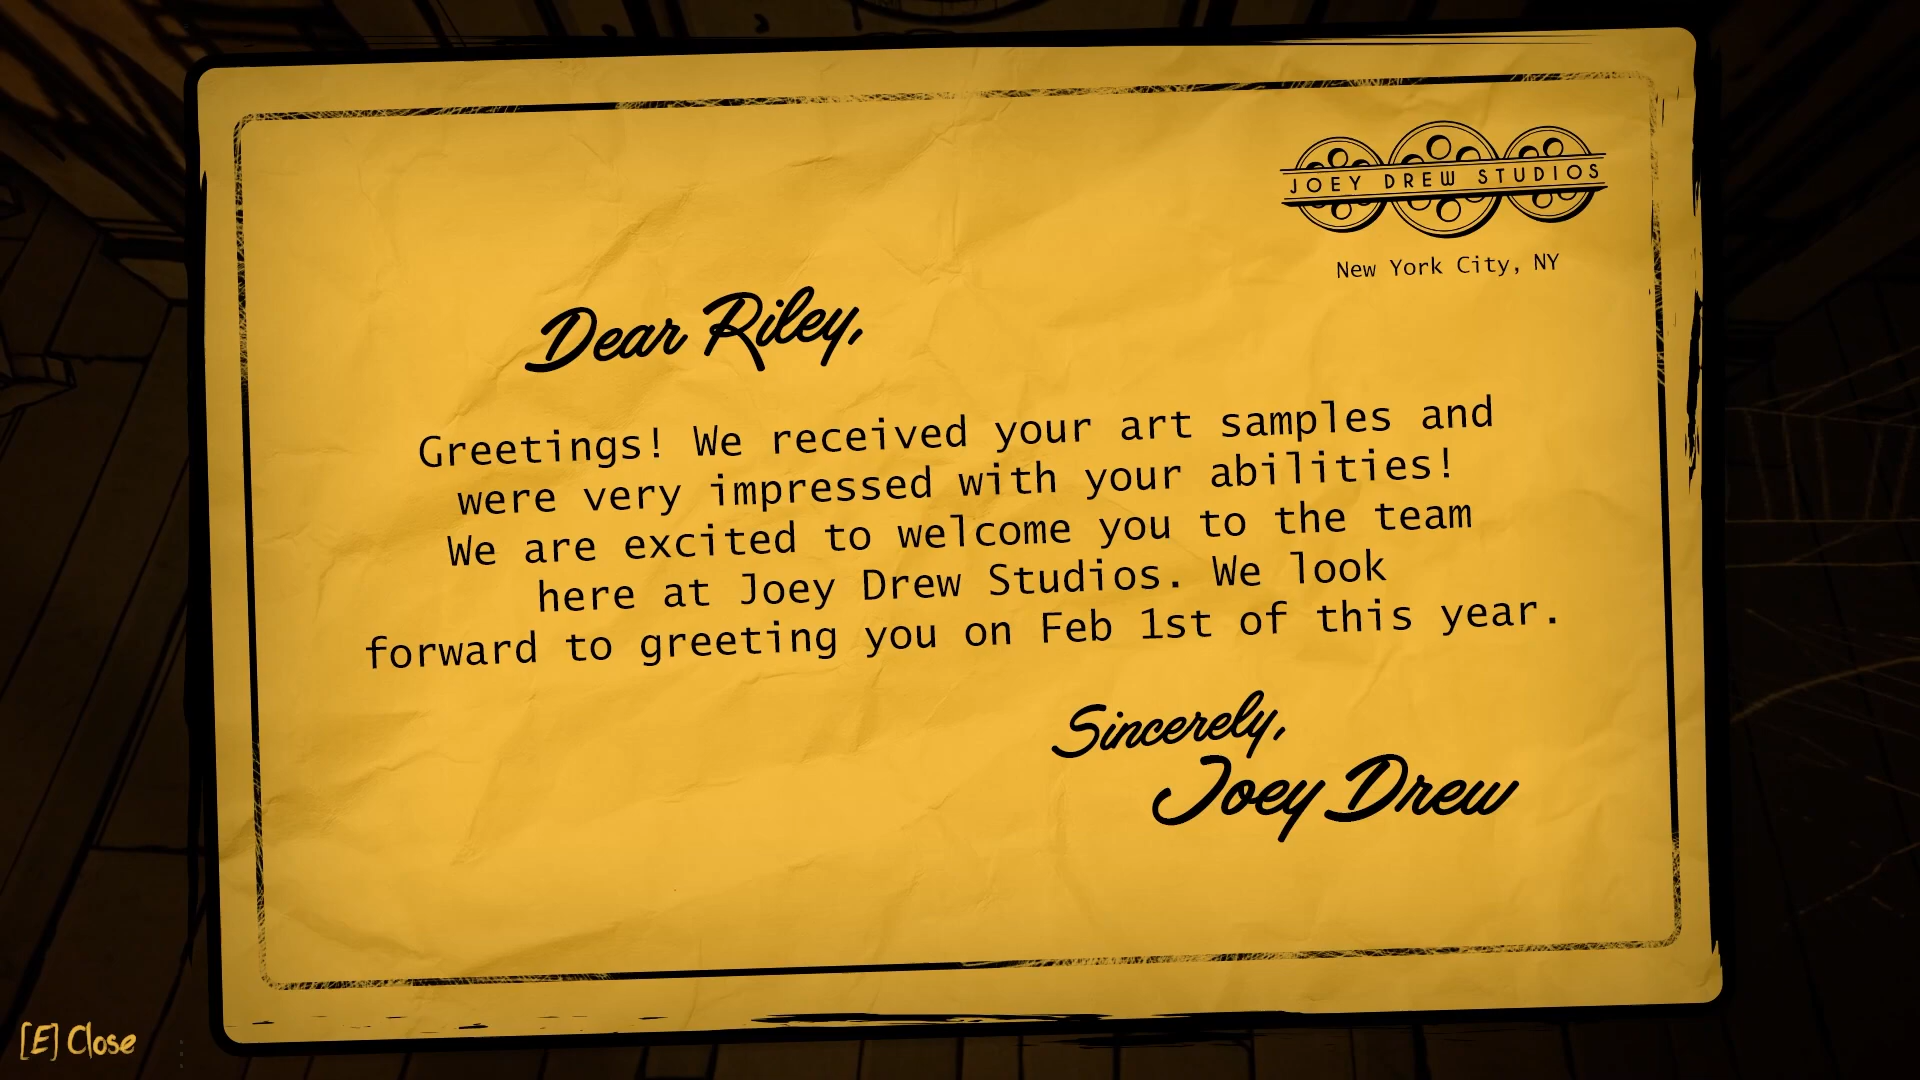 JOEY DREW STUDIOS
New York City, NY
Dear Riley,
Greetings! We received your art samples and
were very impressed with your abilities!
We are excited to welcome you to the team
here at Joey Drew Studios. We look
forward to greeting you on Feb 1st of this year.
Sincerely,
Joey Drew
[E] Close